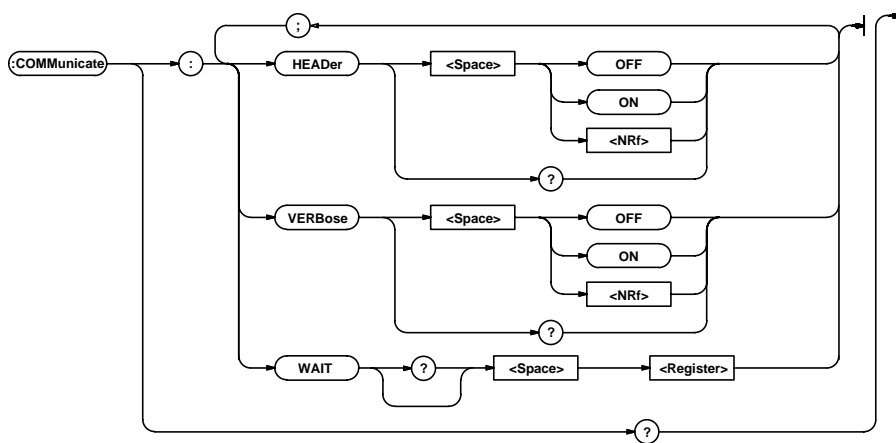 ;
:COMMunicate : HEADer <Space> OFF
ON
<NRf>
?
VERBose <Space> OFF
ON
<NRf>
?
WAIT ? <Space> <Register>
?